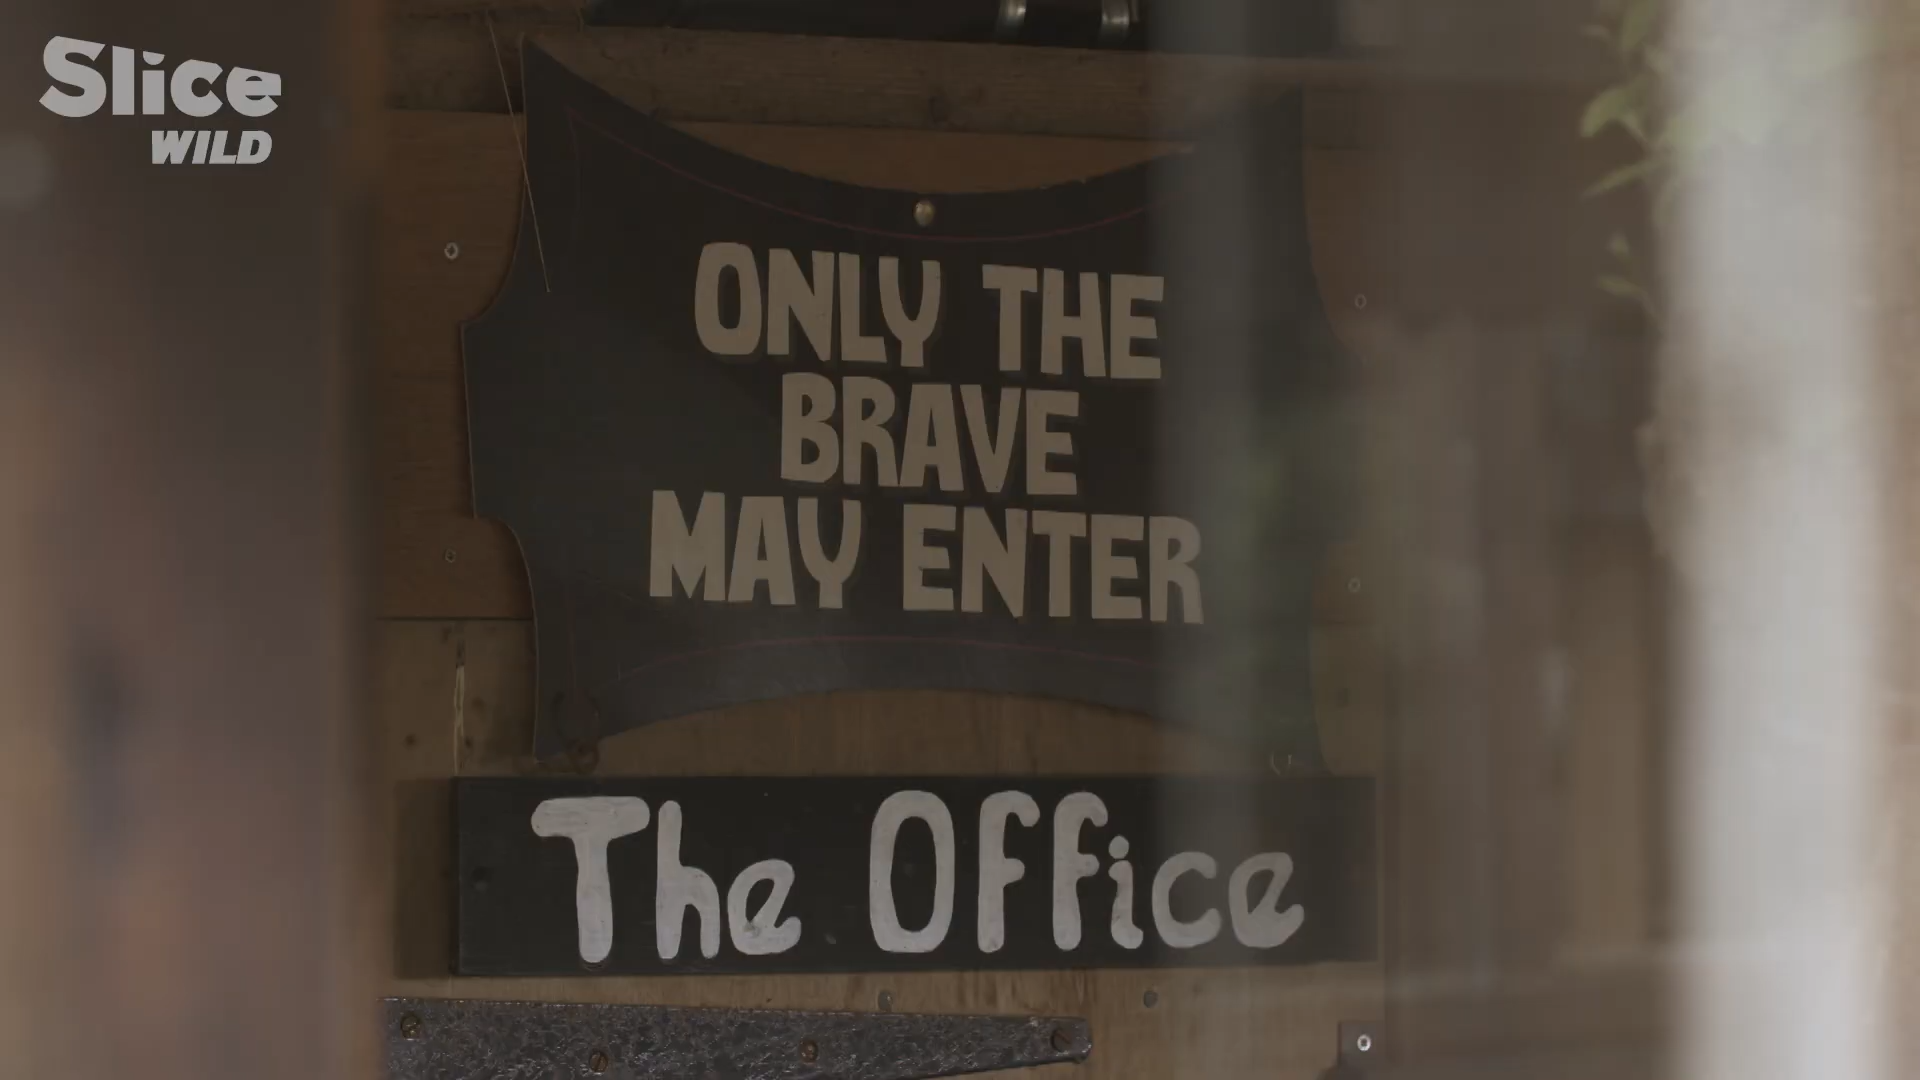 Slice
WILD
ONLY THE
BRAVE
MAY ENTER
The Office